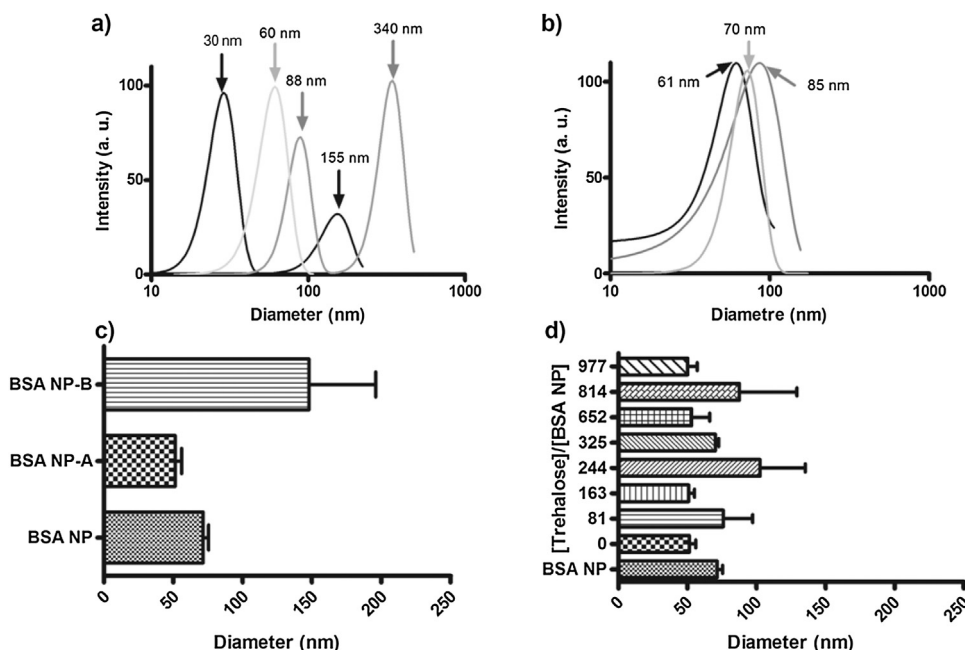 a)
30 nm
60 nm
88 nm
155 nm
340 nm
Intensity (a. u.)
100
50
0
10
100
1000
Diameter (nm)
b)
70 nm
61 nm
85 nm
Intensity (a. u.)
100
50
0
10
100
1000
Diametre (nm)
c)
BSA NP-B
BSA NP-A
BSA NP
0
50
100
150
200
250
Diameter (nm)
d)
[Trehalose]/[BSA NP]
977
814
652
325
244
163
81
0
BSA NP
0
50
100
150
200
250
Diameter (nm)